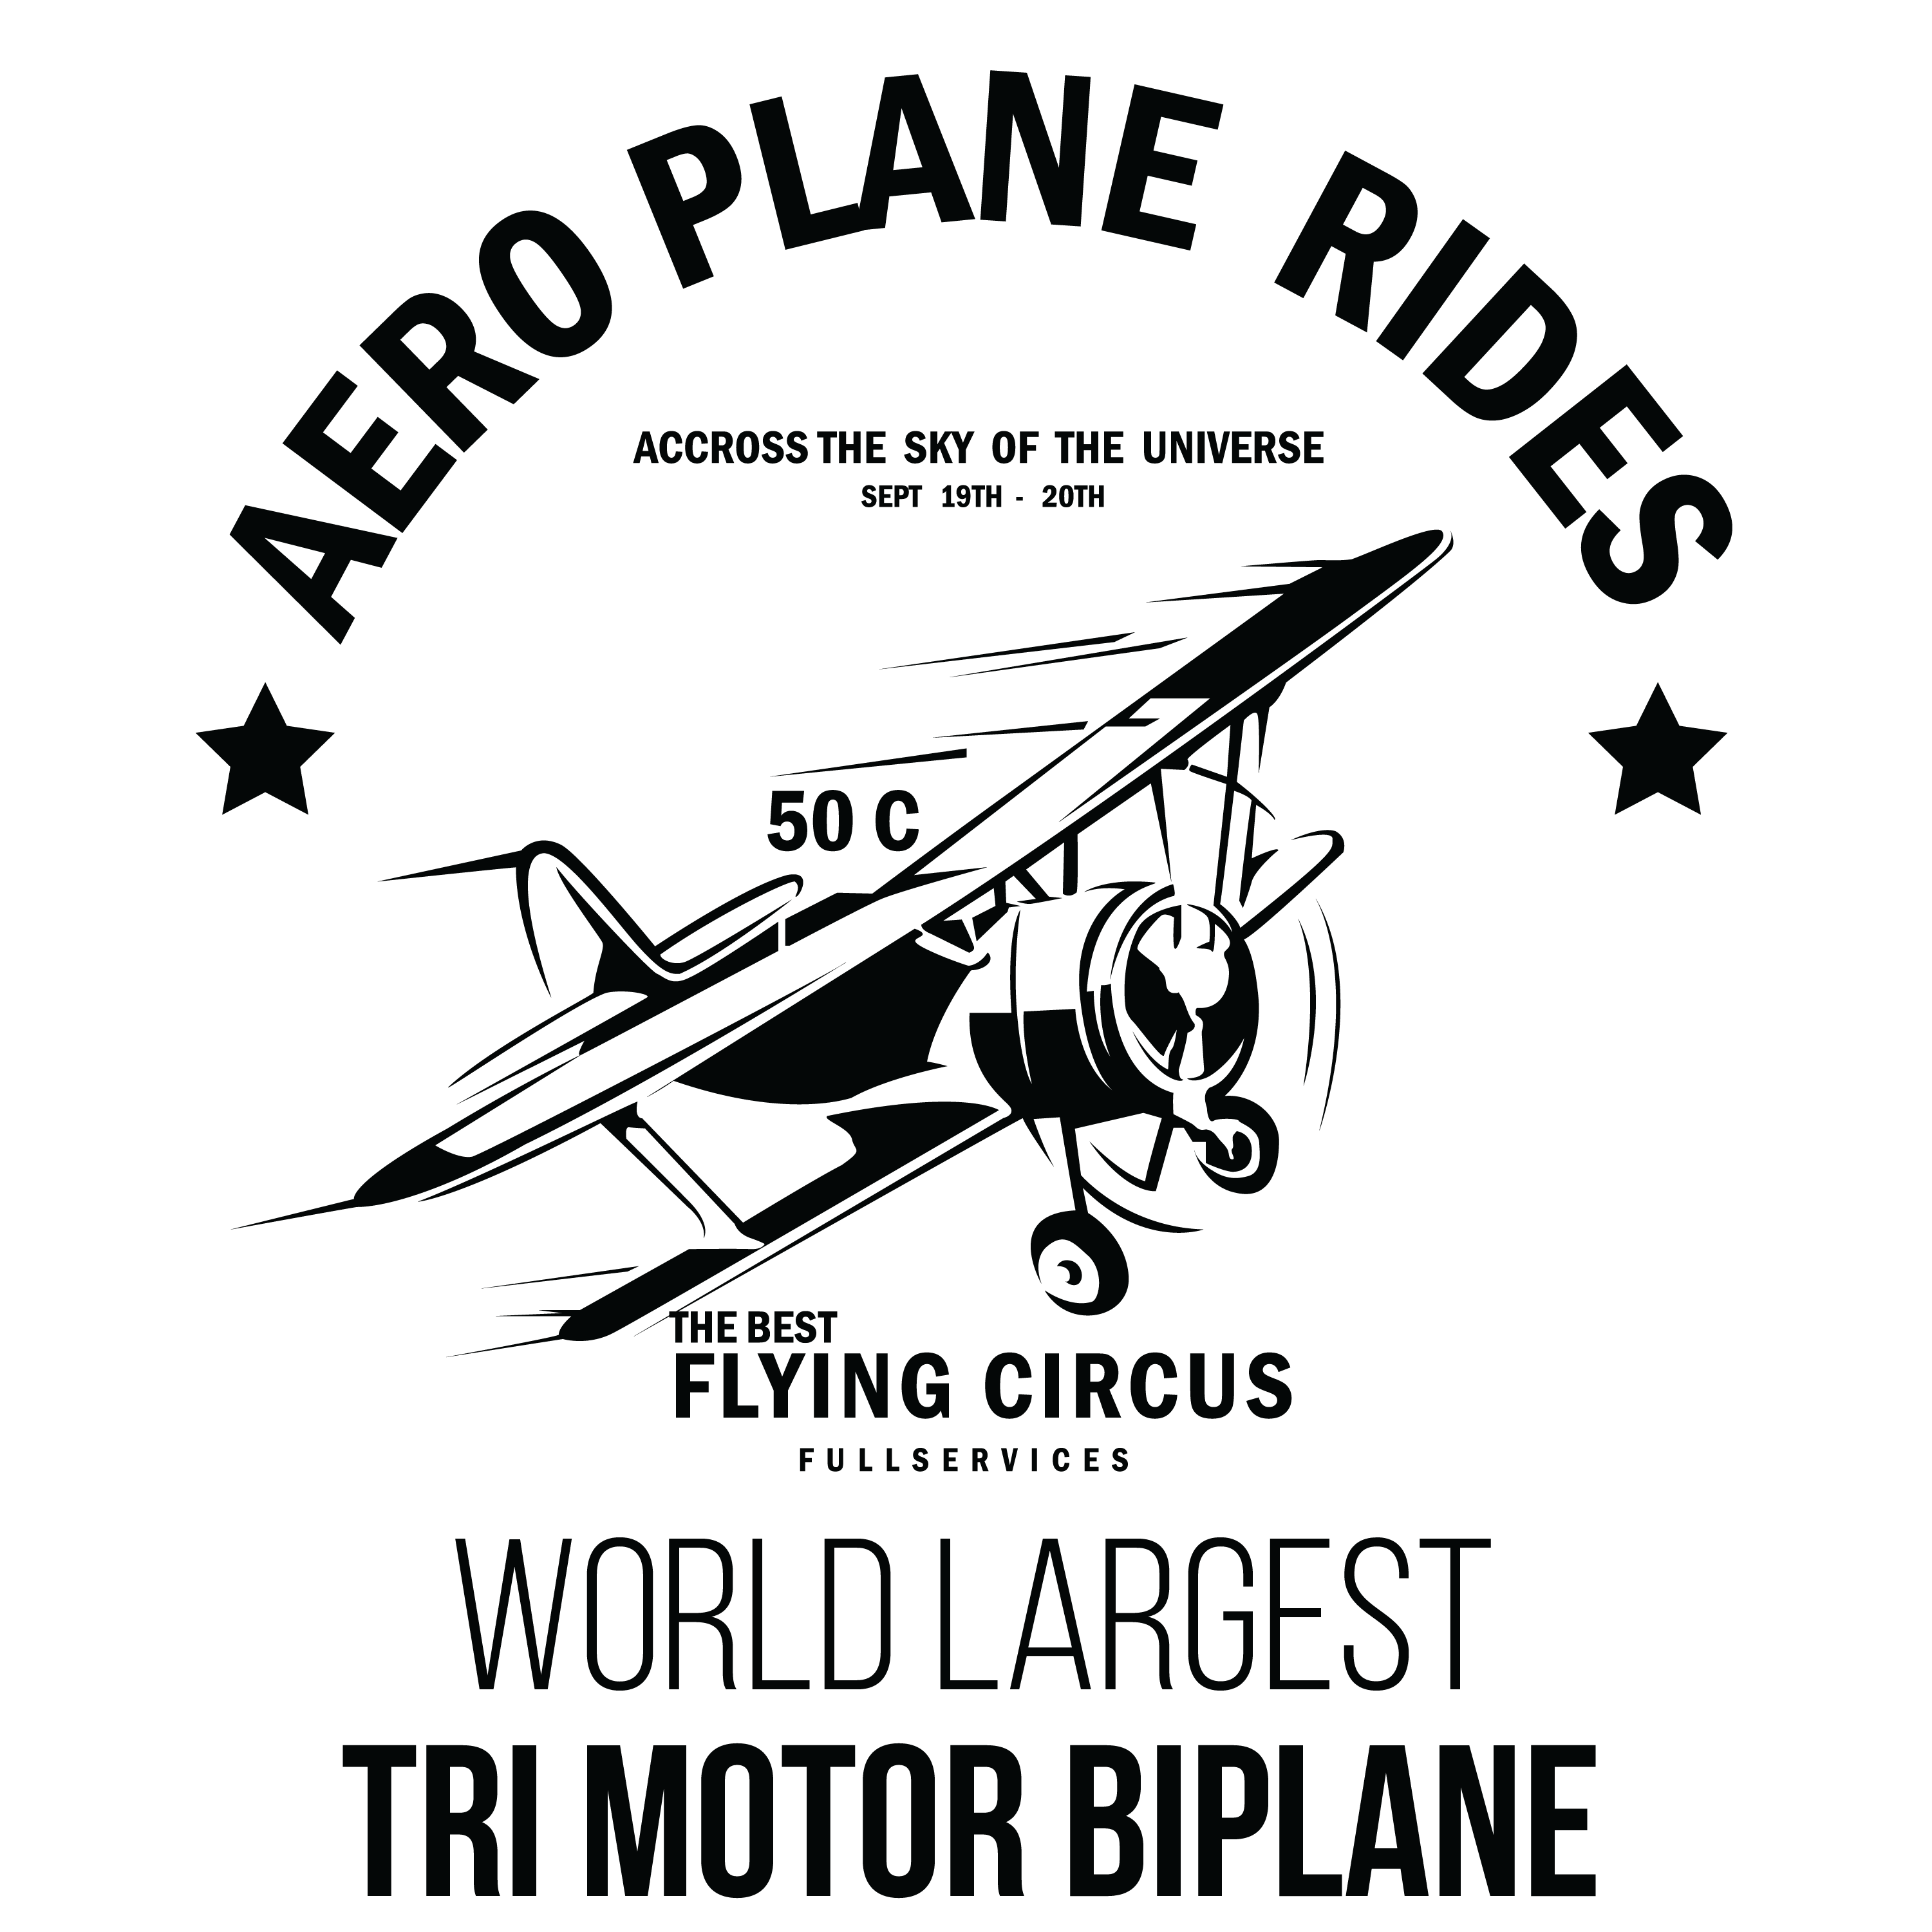 AERO PLANE RIDES
ACCROSS THE SKY OF THE UNIVERSE
SEPT 19TH - 20TH
50C
THE BEST
FLYING CIRCUS
FULLSERVICES
WORLD LARGEST
TRI MOTOR BIPLANE